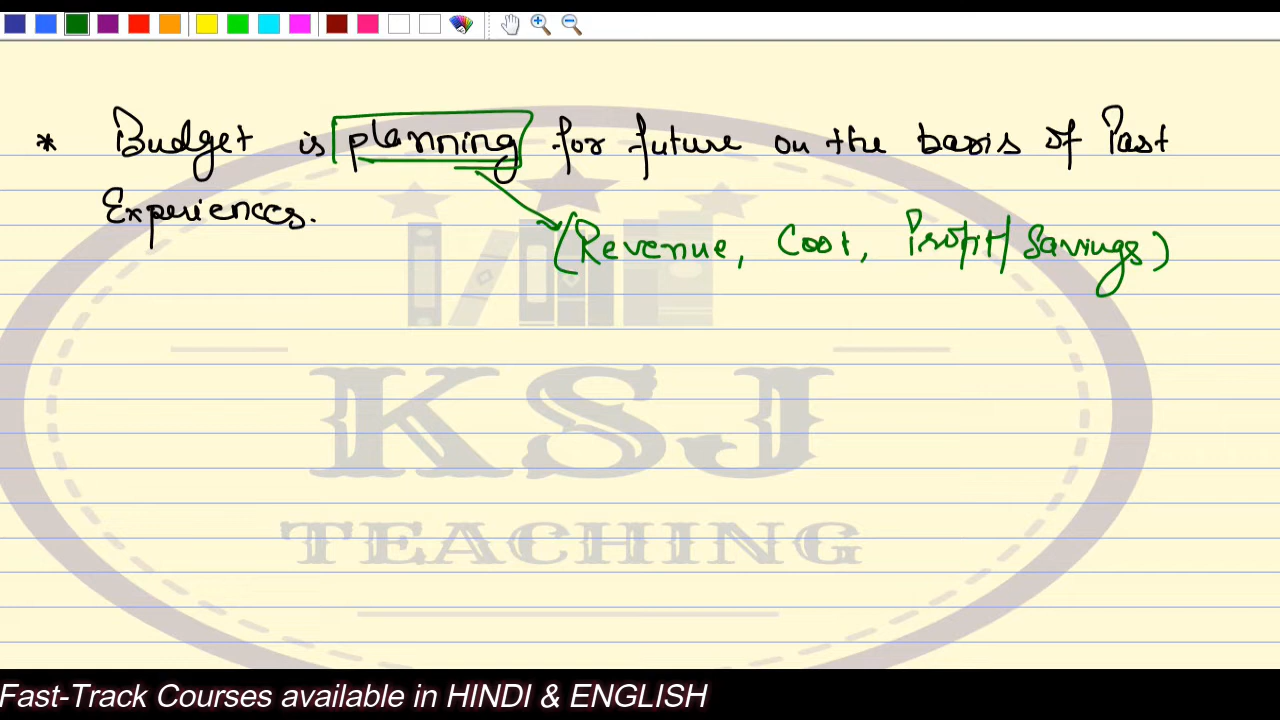 * Budget is planning for future on the basis of Past
Experiences.
(Revenue, Cost, Profit/Savings)
KSJ
TEACHING
Fast-Track Courses available in HINDI & ENGLISH